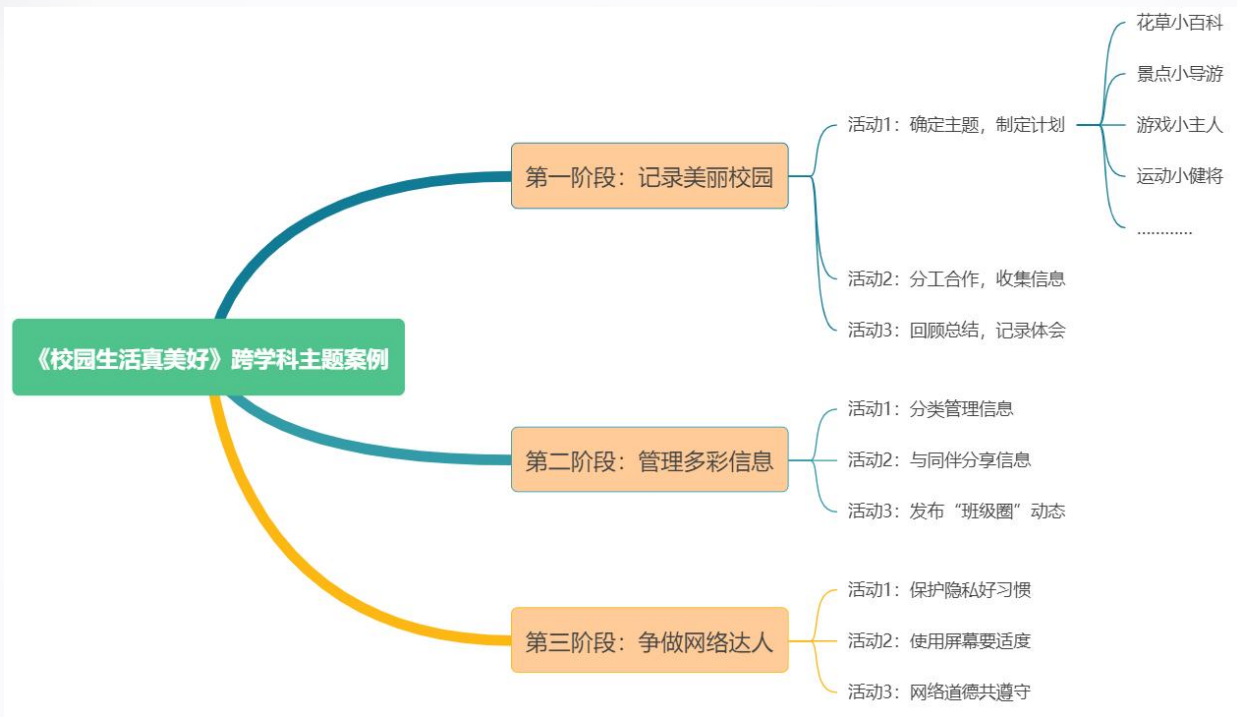 《校园生活真美好》跨学科主题案例
第一阶段：记录美丽校园
活动1：确定主题，制定计划
花草小百科
景点小导游
游戏小主人
运动小健将
............
活动2：分工合作，收集信息
活动3：回顾总结，记录体会
第二阶段：管理多彩信息
活动1：分类管理信息
活动2：与同伴分享信息
活动3：发布“班级圈”动态
第三阶段：争做网络达人
活动1：保护隐私好习惯
活动2：使用屏幕要适度
活动3：网络道德共遵守